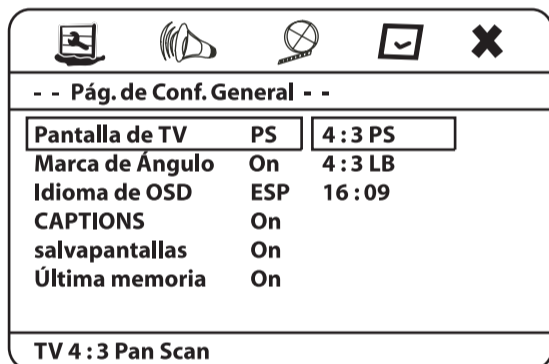 - - Pág. de Conf. General - -
Pantalla de TV PS 4:3 PS
Marca de Ángulo On 4:3 LB
Idioma de OSD ESP 16:09
CAPTIONS On
salvapantallas On
Última memoria On
TV 4:3 Pan Scan